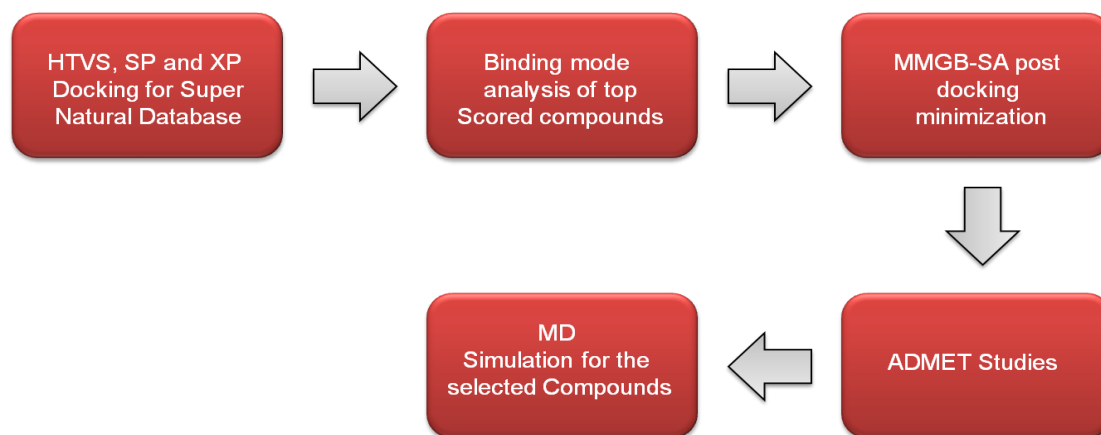 HTVS, SP and XP
Docking for Super
Natural Database
Binding mode
analysis of top
Scored compounds
MMGB-SA post
docking
minimization
ADMET Studies
MD
Simulation for the
selected Compounds